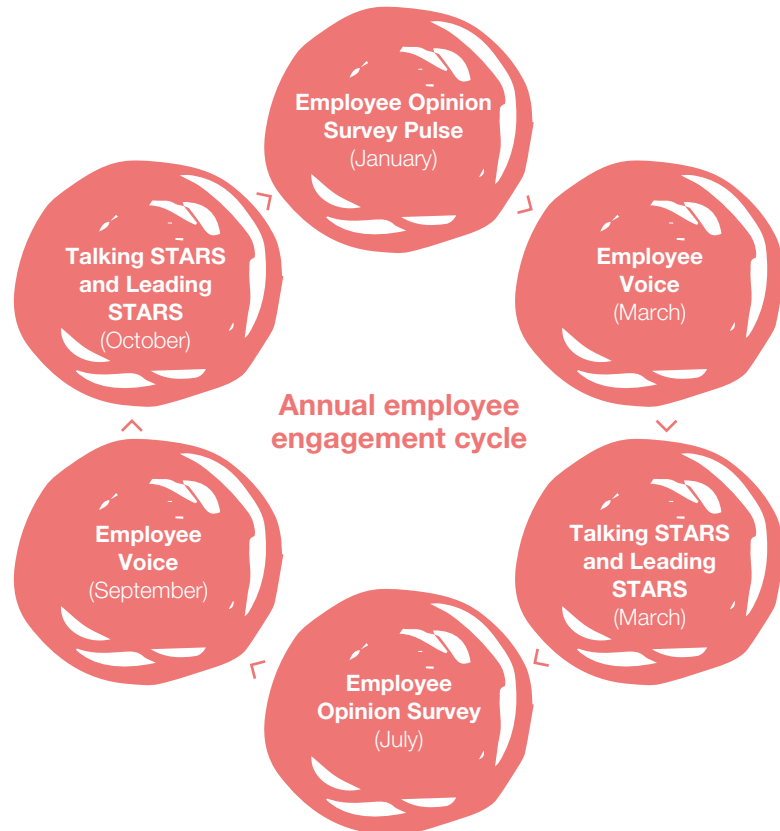 Employee Opinion
Survey Pulse
(January)
Employee
Voice
(March)
Talking STARS
and Leading
STARS
(March)
Employee
Opinion Survey
(July)
Employee
Voice
(September)
Talking STARS
and Leading
STARS
(October)
Annual employee
engagement cycle